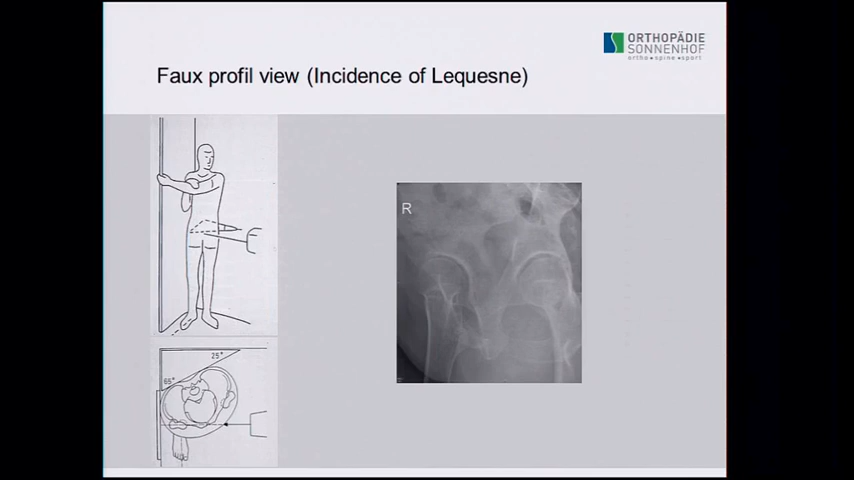 ORTHOPÄDIE
SONNENHOF
ortho • spine • sport
Faux profil view (Incidence of Lequesne)
R
25°
65°